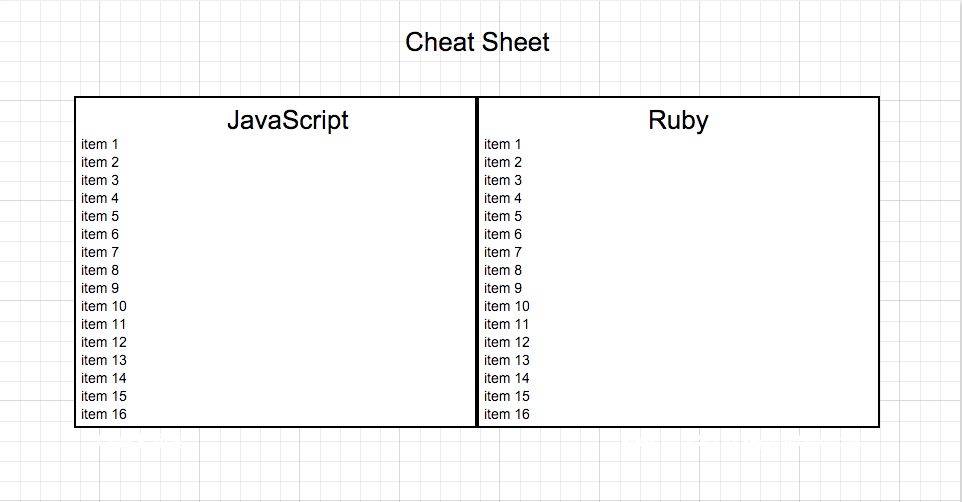 Cheat Sheet
JavaScript
item 1
item 2
item 3
item 4
item 5
item 6
item 7
item 8
item 9
item 10
item 11
item 12
item 13
item 14
item 15
item 16
Ruby
item 1
item 2
item 3
item 4
item 5
item 6
item 7
item 8
item 9
item 10
item 11
item 12
item 13
item 14
item 15
item 16